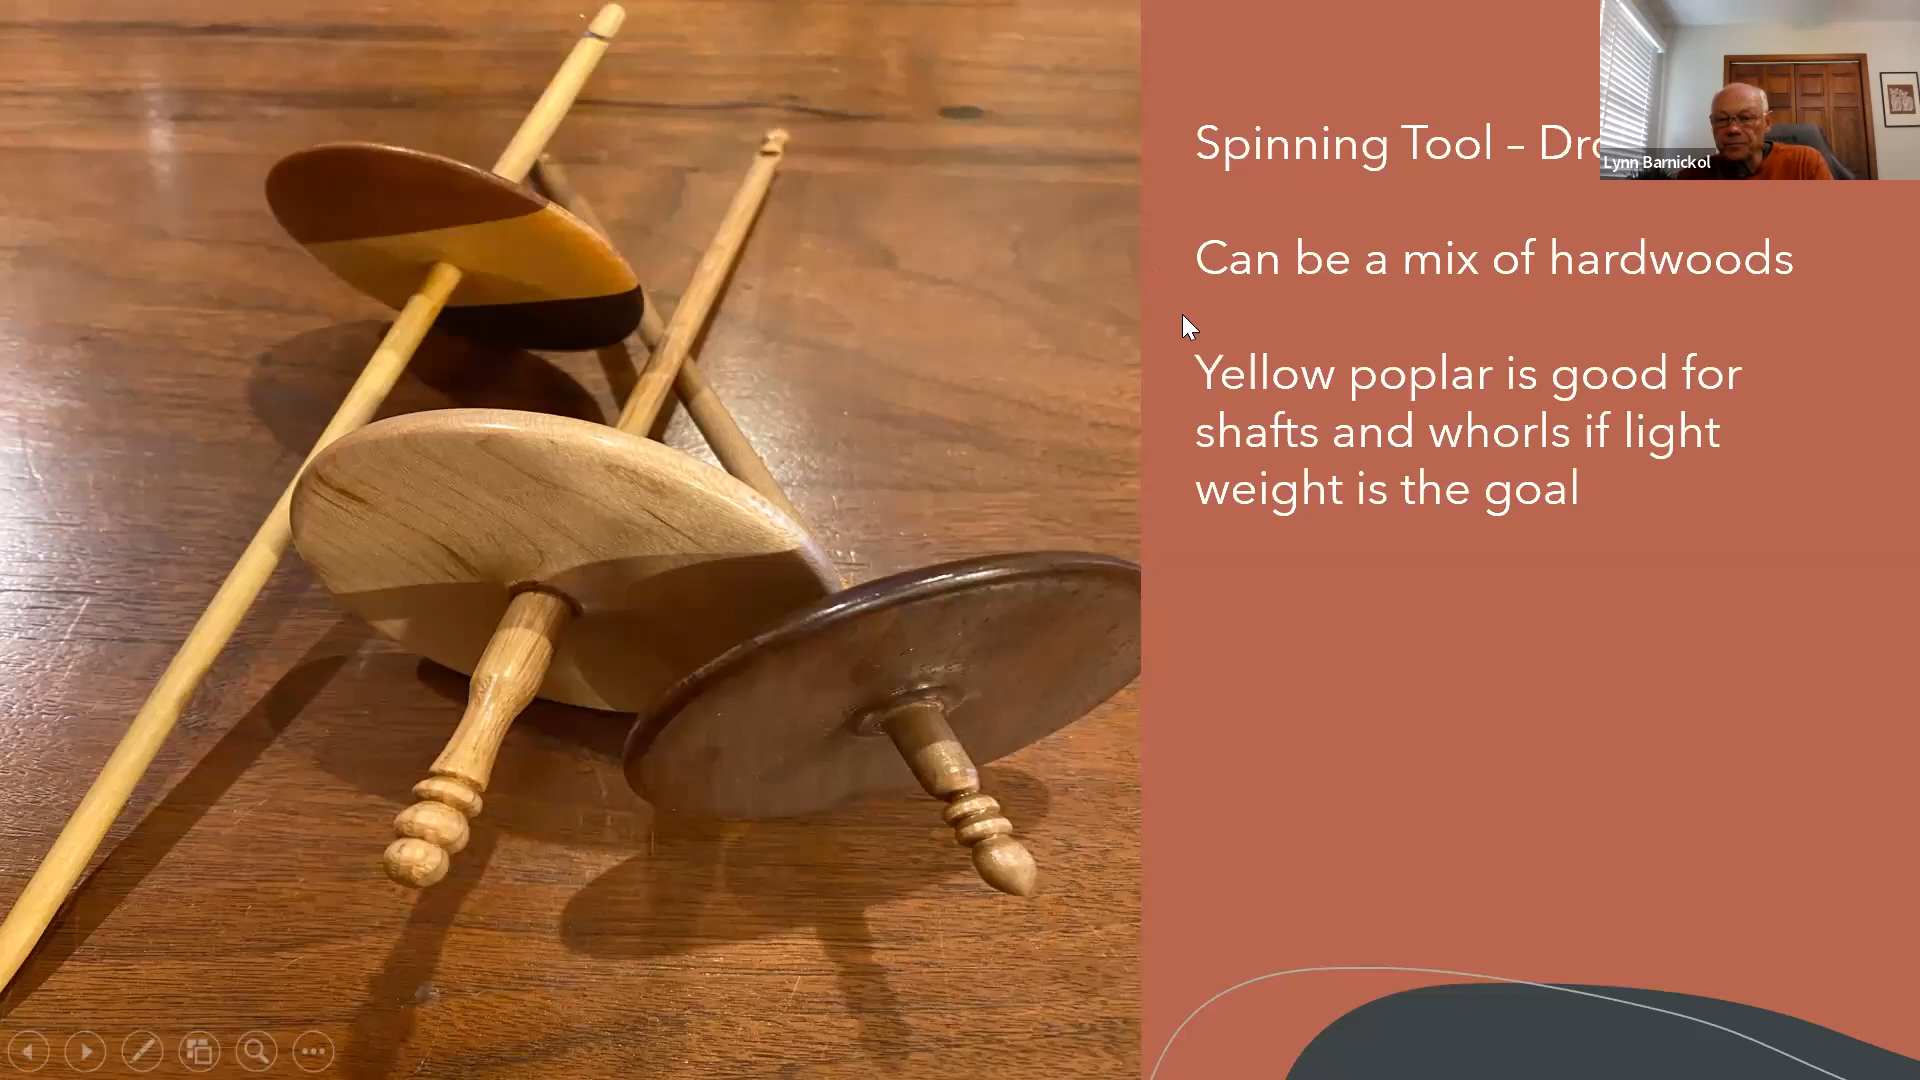 Spinning Tool – Dro
Lynn Barnickol
Can be a mix of hardwoods
Yellow poplar is good for
shafts and whorls if light
weight is the goal